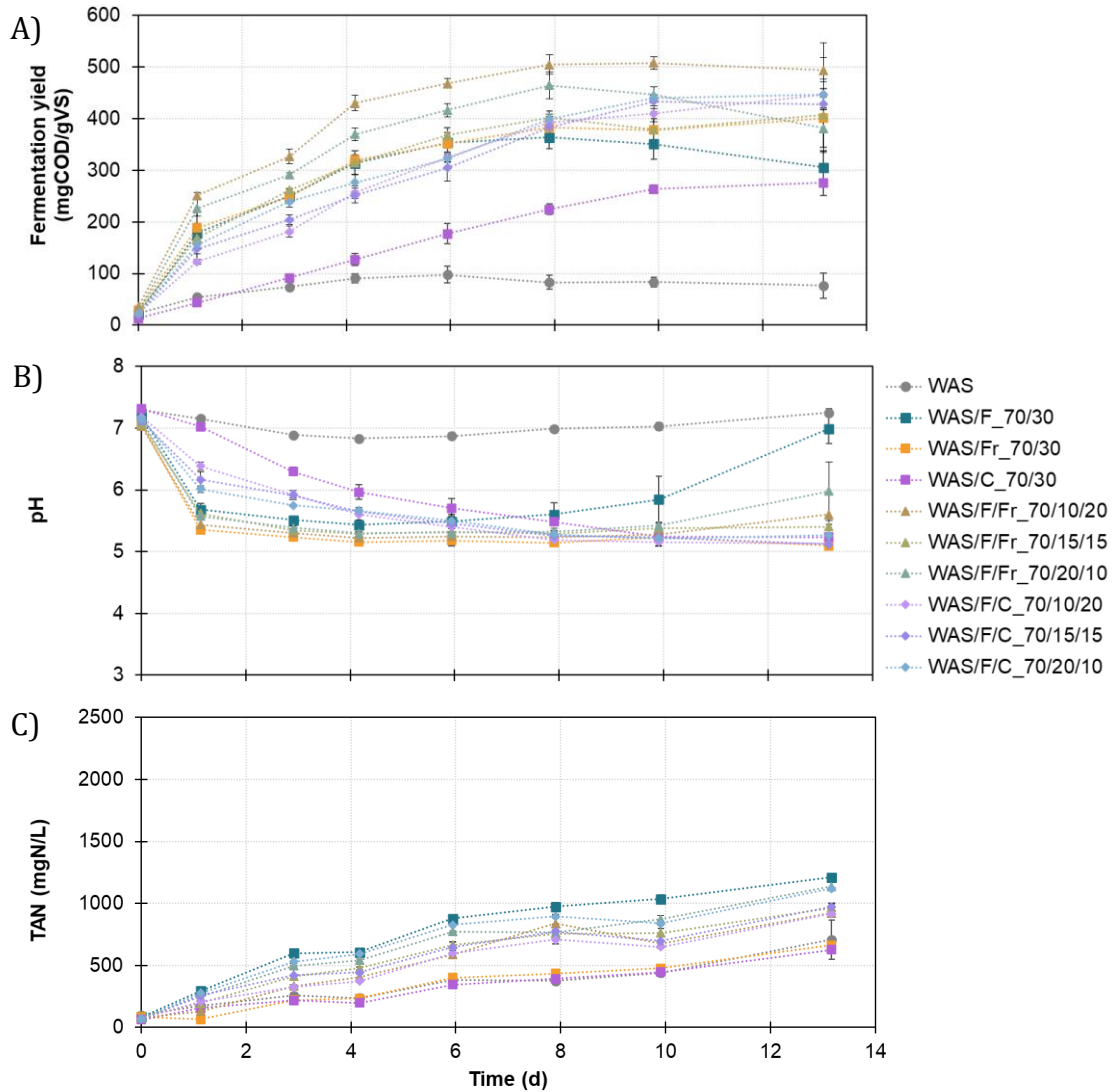 A)
Fermentation yield
(mgCOD/gVS)
600
500
400
300
200
100
0
B)
pH
8
7
6
5
4
3
WAS
WAS/F_70/30
WAS/Fr_70/30
WAS/C_70/30
WAS/F/Fr_70/10/20
WAS/F/Fr_70/15/15
WAS/F/Fr_70/20/10
WAS/F/C_70/10/20
WAS/F/C_70/15/15
WAS/F/C_70/20/10
C)
TAN (mgN/L)
2500
2000
1500
1000
500
0
0 2 4 6 8 10 12 14
Time (d)